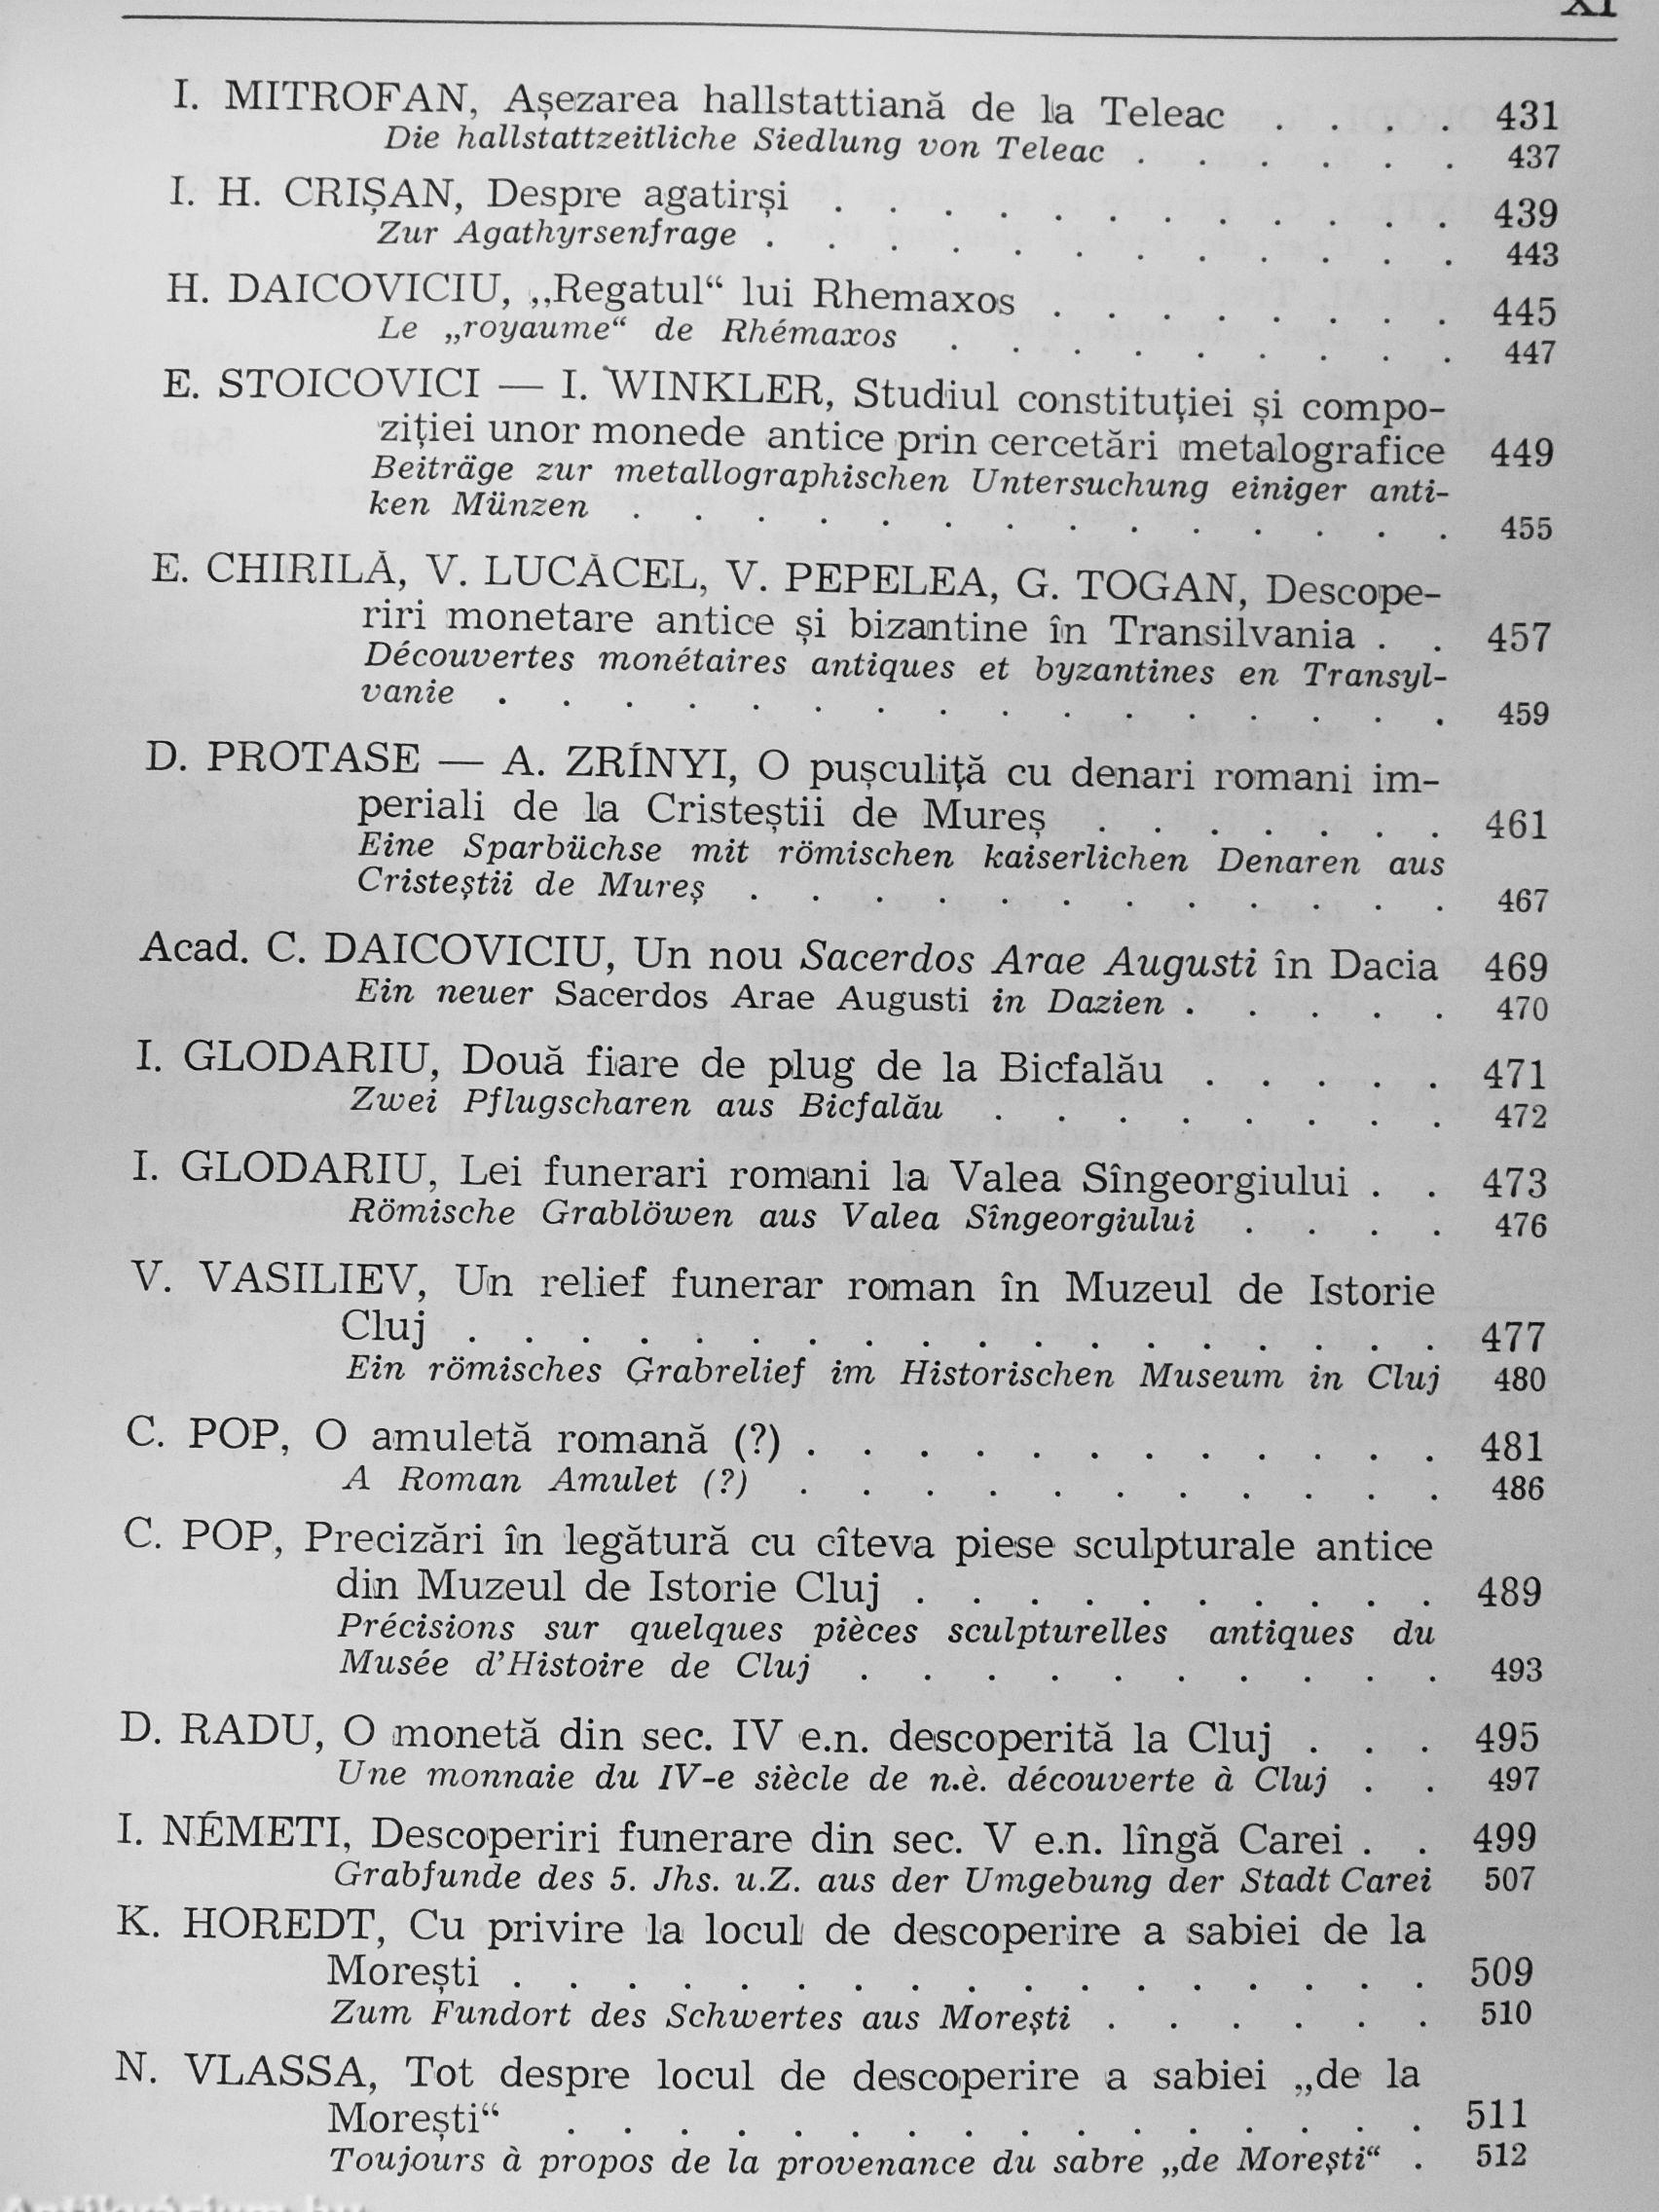 XI
I. MITROFAN, Așezarea hallstattiană de la Teleac . . . . 431
Die hallstattzeitliche Siedlung von Teleac . . . . . . 437
I. H. CRIȘAN, Despre agatirși . . . . . . . . . . . . 439
Zur Agathyrsenfrage . . . . . . . . . . . . 443
H. DAICOVICIU, ,,Regatul“ lui Rhemaxos . . . . . . . . 445
Le „royaume“ de Rhémaxos . . . . . . . . . 447
E. STOICOVICI — I. WINKLER, Studiul constituției și compo-
ziției unor monede antice prin cercetări metalografice 449
Beiträge zur metallographischen Untersuchung einiger anti-
ken Münzen . . . . . . . . . . . . . . 455
E. CHIRILĂ, V. LUCĂCEL, V. PEPELEA, G. TOGAN, Descope-
riri monetare antice și bizantine în Transilvania . . 457
Découvertes monétaires antiques et byzantines en Transyl-
vanie . . . . . . . . . . . . . . . . 459
D. PROTASE — A. ZRÍNYI, O pușculiță cu denari romani im-
periali de la Cristeștii de Mureș . . . . . . . 461
Eine Sparbüchse mit römischen kaiserlichen Denaren aus
Cristeștii de Mureș . . . . . . . . . . . . 467
Acad. C. DAICOVICIU, Un nou Sacerdos Arae Augusti în Dacia 469
Ein neuer Sacerdos Arae Augusti in Dazien . . . . . 470
I. GLODARIU, Două fiare de plug de la Bicfalău . . . . . 471
Zwei Pflugscharen aus Bicfalău . . . . . . . . 472
I. GLODARIU, Lei funerari romani la Valea Sîngeorgiului . . 473
Römische Grablöwen aus Valea Sîngeorgiului . . . . 476
V. VASILIEV, Un relief funerar roman în Muzeul de Istorie
Cluj . . . . . . . . . . . . . . . . . . 477
Ein römisches Grabrelief im Historischen Museum in Cluj 480
C. POP, O amuletă romană (?) . . . . . . . . . . . . 481
A Roman Amulet (?) . . . . . . . . . . . 486
C. POP, Precizări în legătură cu cîteva piese sculpturale antice
din Muzeul de Istorie Cluj . . . . . . . . . . 489
Précisions sur quelques pièces sculpturelles antiques du
Musée d’Histoire de Cluj . . . . . . . . . . 493
D. RADU, O monetă din sec. IV e.n. descoperită la Cluj . . . 495
Une monnaie du IV-e siècle de n.è. découverte à Cluj . . 497
I. NÉMETI, Descoperiri funerare din sec. V e.n. lîngă Carei . . 499
Grabfunde des 5. Jhs. u.Z. aus der Umgebung der Stadt Carei 507
K. HOREDT, Cu privire la locul de descoperire a sabiei de la
Morești . . . . . . . . . . . . . . . . . 509
Zum Fundort des Schwertes aus Morești . . . . . . 510
N. VLASSA, Tot despre locul de descoperire a sabiei „de la
Morești“ . . . . . . . . . . . . . . . . 511
Toujours à propos de la provenance du sabre „de Morești“ . 512